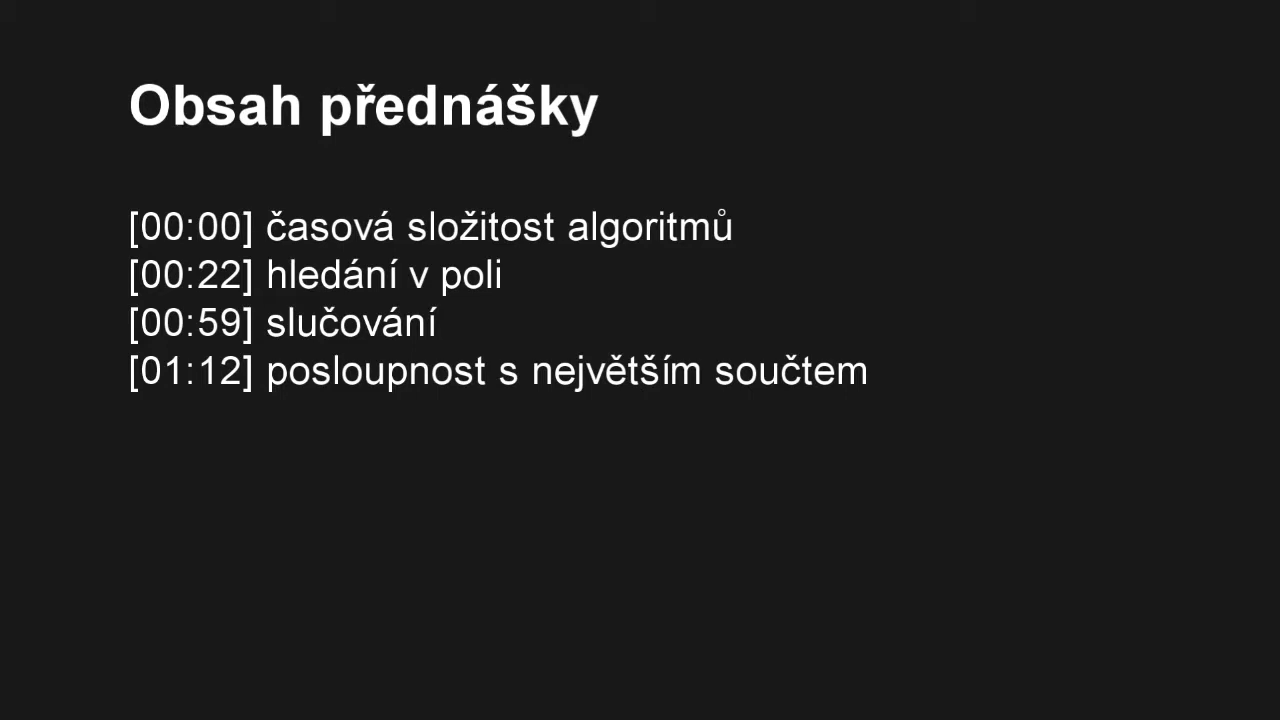 Obsah přednášky
[00:00] časová složitost algoritmů
[00:22] hledání v poli
[00:59] slučování
[01:12] posloupnost s největším součtem